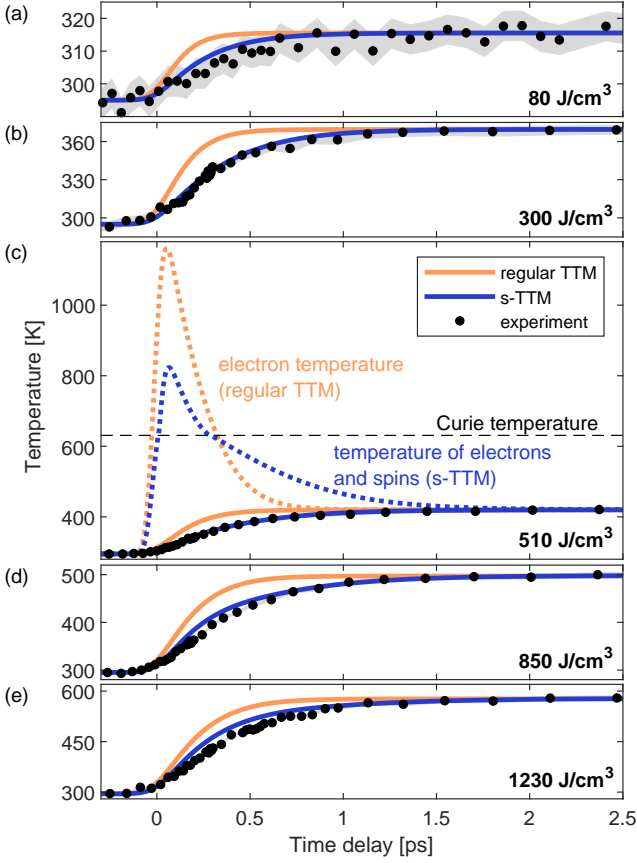 (a)
320
310
300
80 J/cm³
(b)
360
330
300
300 J/cm³
(c)
regular TTM
s-TTM
experiment
1000
800
600
400
Temperature [K]
electron temperature
(regular TTM)
Curie temperature
temperature of electrons
and spins (s-TTM)
510 J/cm³
(d)
500
400
300
850 J/cm³
(e)
600
450
300
1230 J/cm³
0 0.5 1 1.5 2 2.5
Time delay [ps]